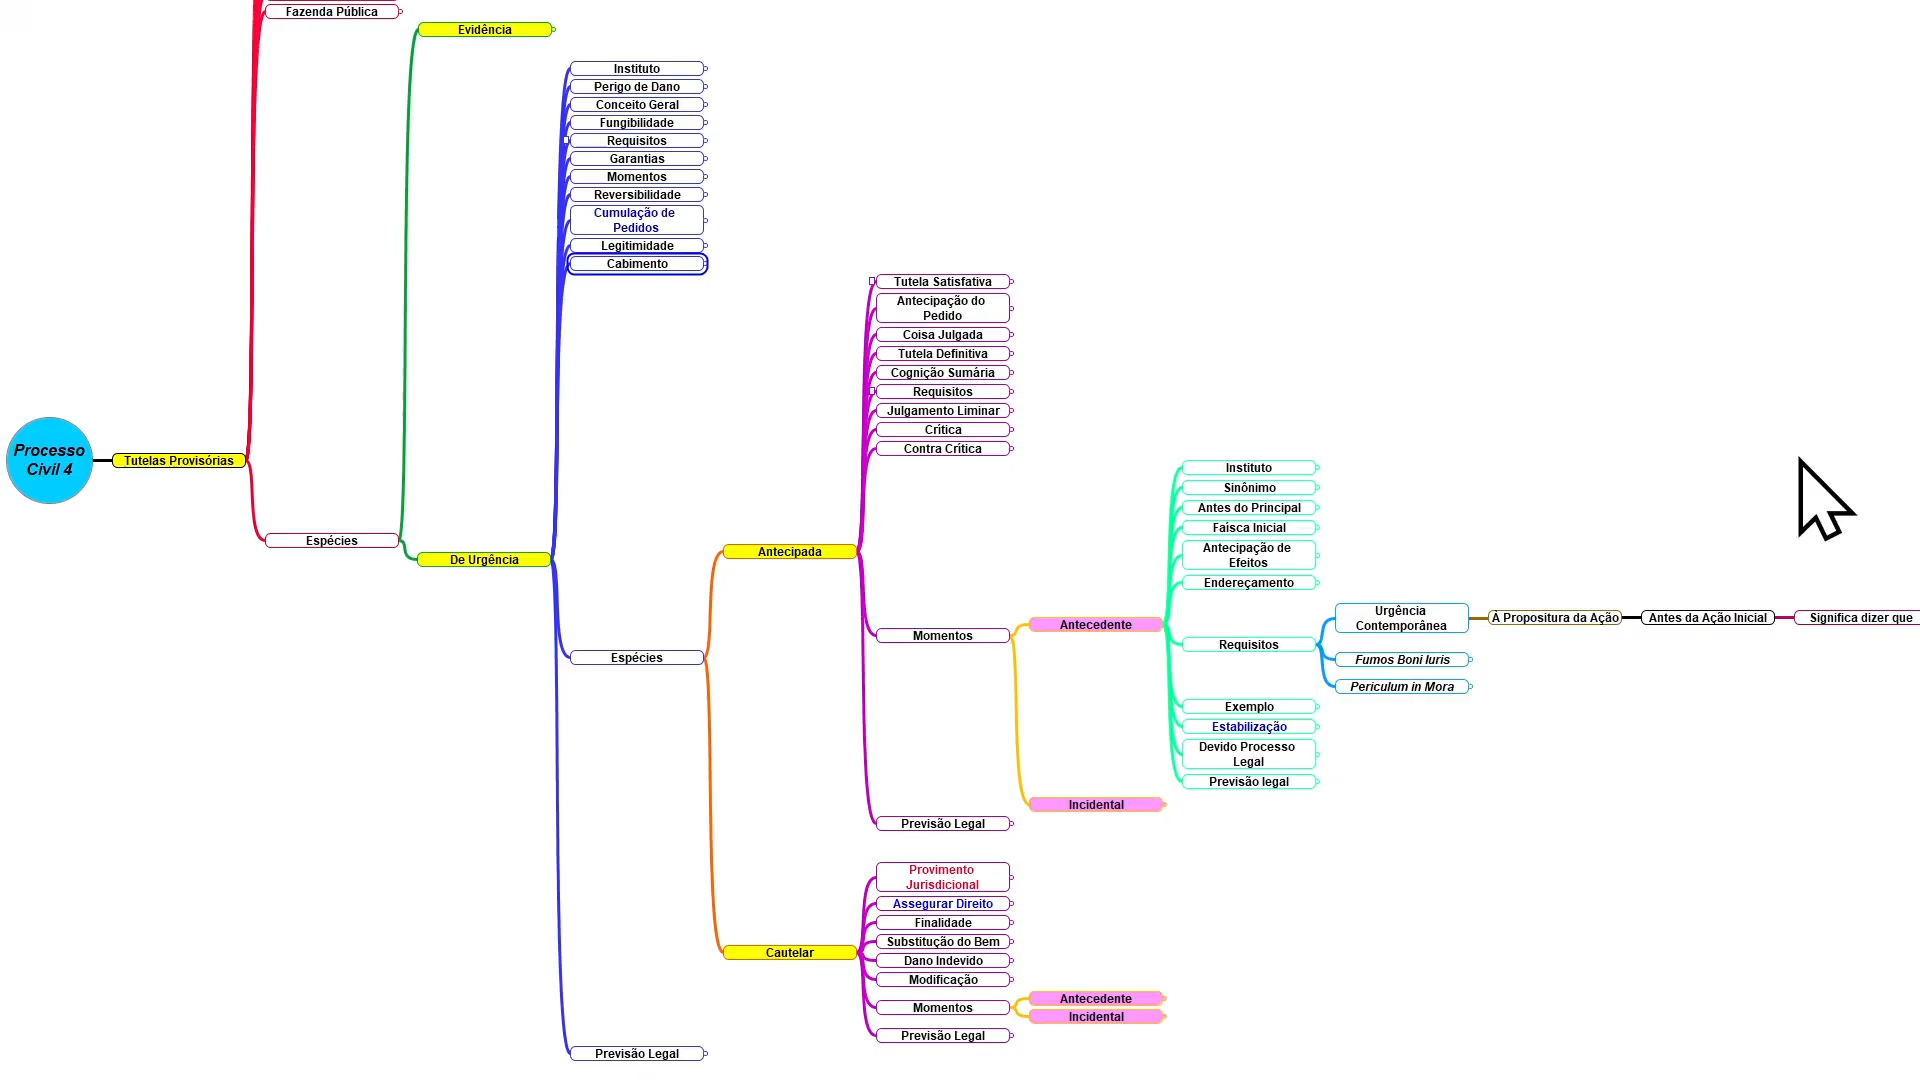 Fazenda Pública
Evidência
Instituto
Perigo de Dano
Conceito Geral
Fungibilidade
Requisitos
Garantias
Momentos
Reversibilidade
Cumulação de
Pedidos
Legitimidade
Cabimento
Tutela Satisfativa
Antecipação do
Pedido
Coisa Julgada
Tutela Definitiva
Cognição Sumária
Requisitos
Julgamento Liminar
Crítica
Contra Crítica
Processo
Civil 4
Tutelas Provisórias
Instituto
Sinônimo
Antes do Principal
Faísca Inicial
Antecipação de
Efeitos
Endereçamento
Espécies
De Urgência
Antecipada
Urgência
Contemporânea
À Propositura da Ação
Antes da Ação Inicial
Significa dizer que
Antecedente
Momentos
Requisitos
Fumos Boni Iuris
Espécies
Periculum in Mora
Exemplo
Estabilização
Devido Processo
Legal
Previsão legal
Incidental
Previsão Legal
Provimento
Jurisdicional
Assegurar Direito
Finalidade
Substitução do Bem
Cautelar
Dano Indevido
Modificação
Momentos
Antecedente
Incidental
Previsão Legal
Previsão Legal